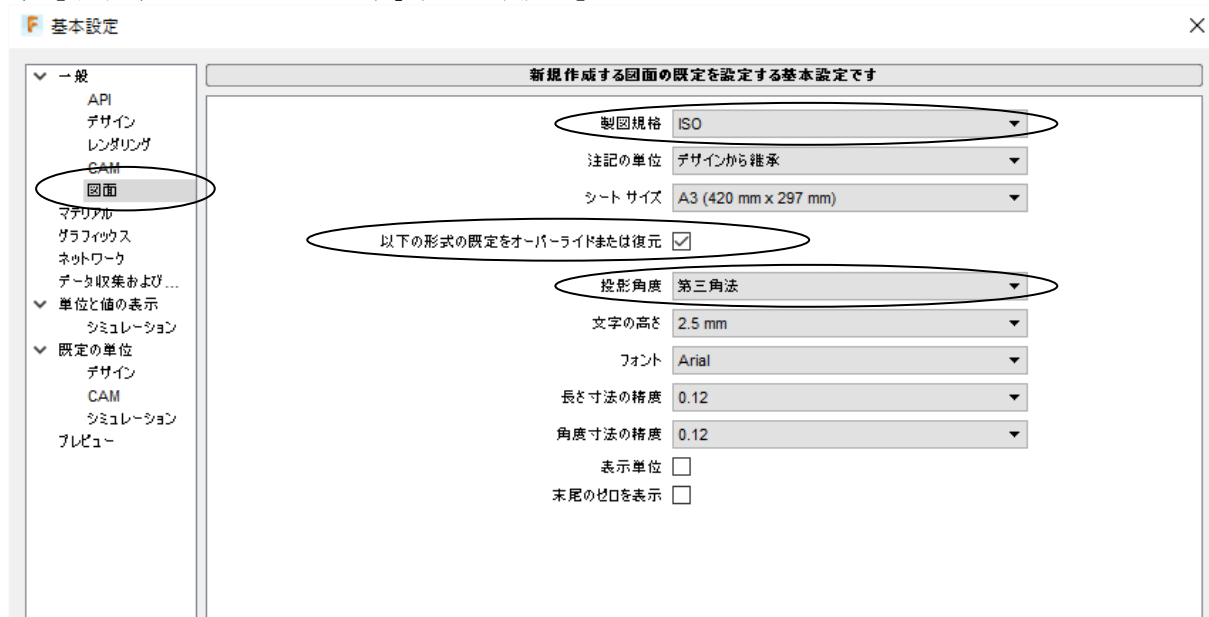 基本設定
一般
API
デザイン
レンダリング
CAM
図面
マテリアル
グラフィックス
ネットワーク
データ収集および...
単位と値の表示
シミュレーション
既定の単位
デザイン
CAM
シミュレーション
プレビュー
新規作成する図面の既定を設定する基本設定です
製図規格 ISO
注記の単位 デザインから継承
シート サイズ A3 (420 mm x 297 mm)
以下の形式の既定をオーバーライドまたは復元
投影角度 第三角法
文字の高さ 2.5 mm
フォント Arial
長さ寸法の精度 0.12
角度寸法の精度 0.12
表示単位
末尾のゼロを表示